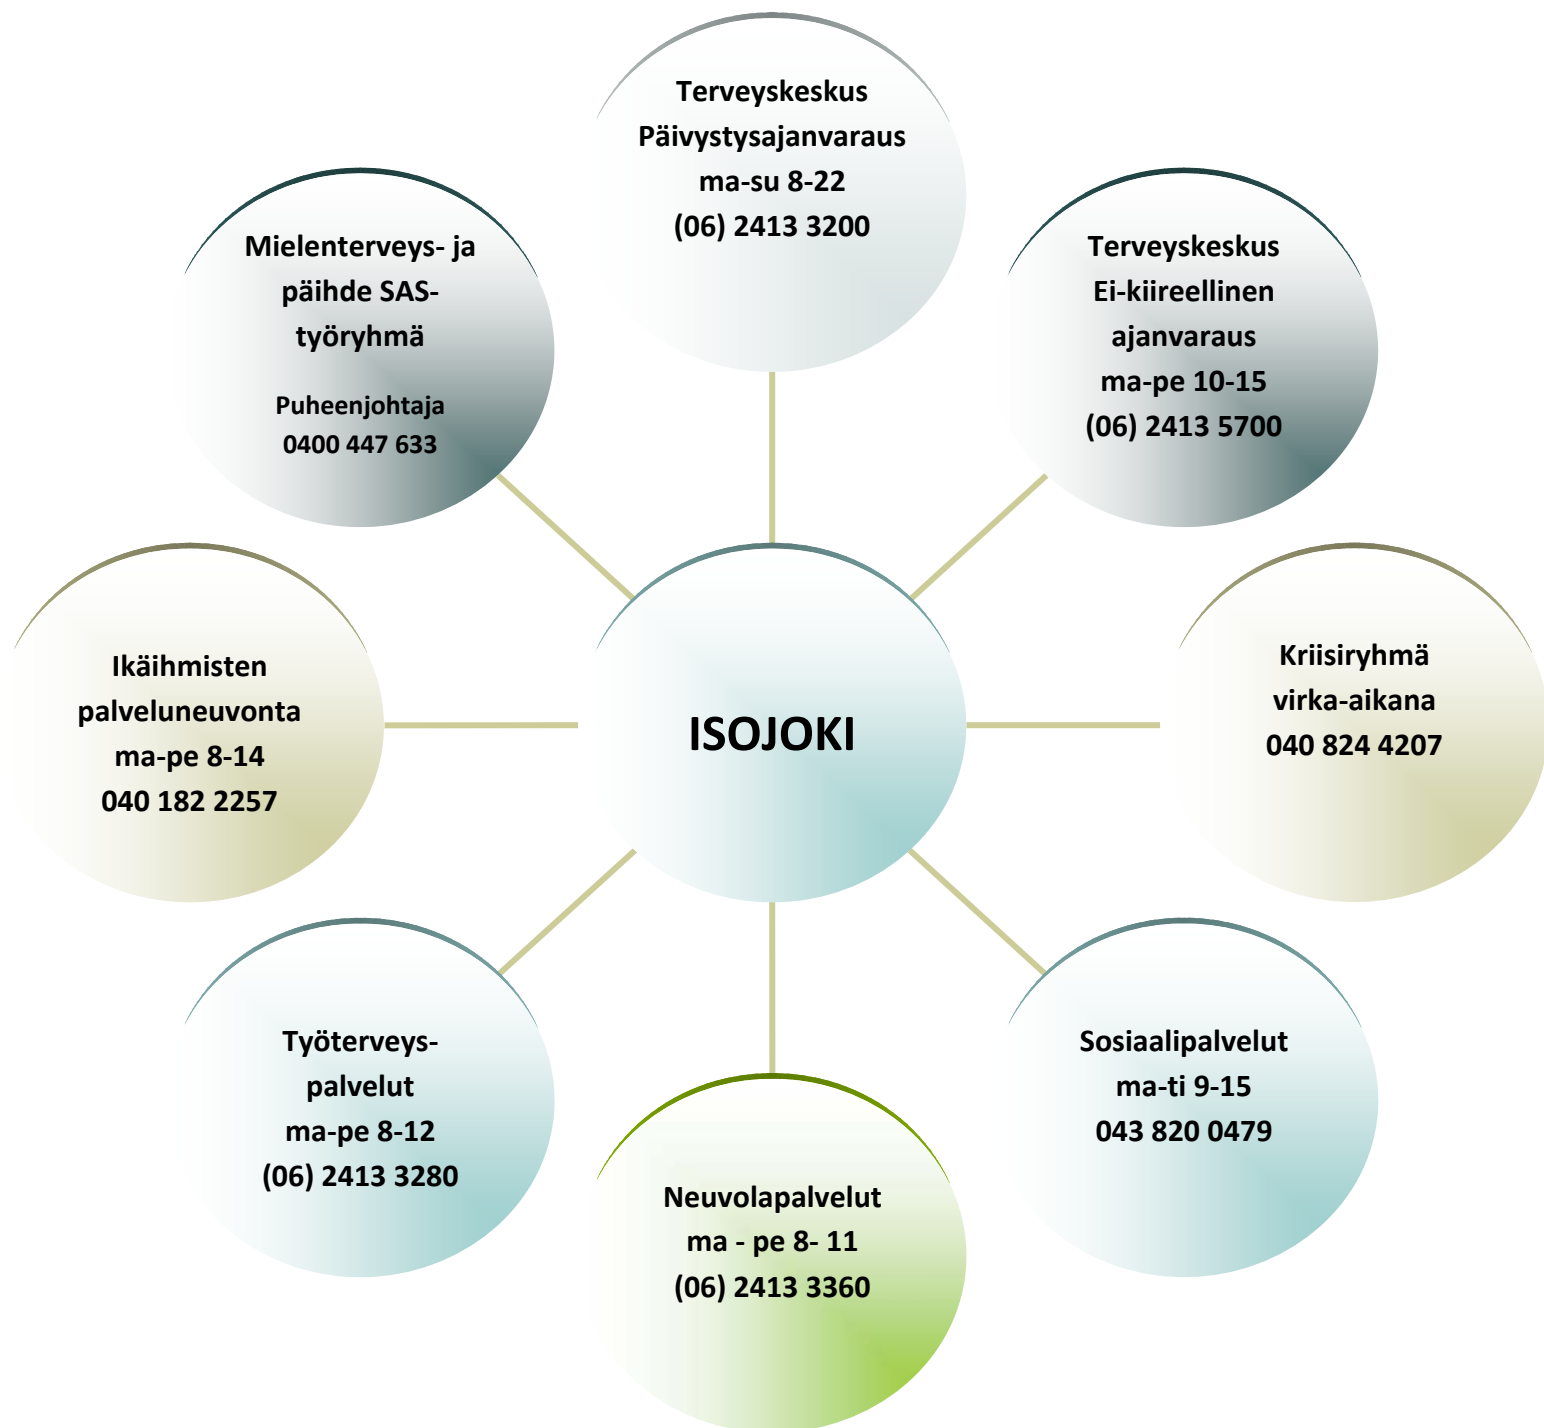 Terveyskeskus
Päivystysajanvaraus
ma-su 8-22
(06) 2413 3200
Terveyskeskus
Ei-kiireellinen
ajanvaraus
ma-pe 10-15
(06) 2413 5700
Kriisiryhmä
virka-aikana
040 824 4207
Sosiaalipalvelut
ma-ti 9-15
043 820 0479
Neuvolapalvelut
ma - pe 8- 11
(06) 2413 3360
Työterveys-
palvelut
ma-pe 8-12
(06) 2413 3280
Ikäihmisten
palveluneuvonta
ma-pe 8-14
040 182 2257
Mielenterveys- ja
päihde SAS-
työryhmä
Puheenjohtaja
0400 447 633
ISOJOKI